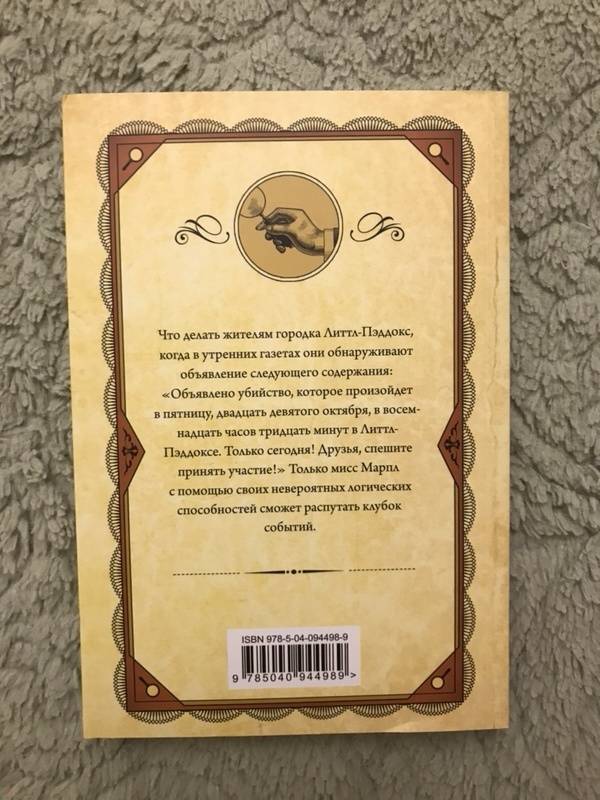 Что делать жителям городка Литтл-Пэддокс,
когда в утренних газетах они обнаруживают
объявление следующего содержания:
«Объявлено убийство, которое произойдет
в пятницу, двадцать девятого октября, в восем-
надцать часов тридцать минут в Литтл-
Пэддоксе. Только сегодня! Друзья, спешите
принять участие!» Только мисс Марпл
с помощью своих невероятных логических
способностей сможет распутать клубок
событий.
ISBN 978-5-04-094498-9
9 785040 944989 >